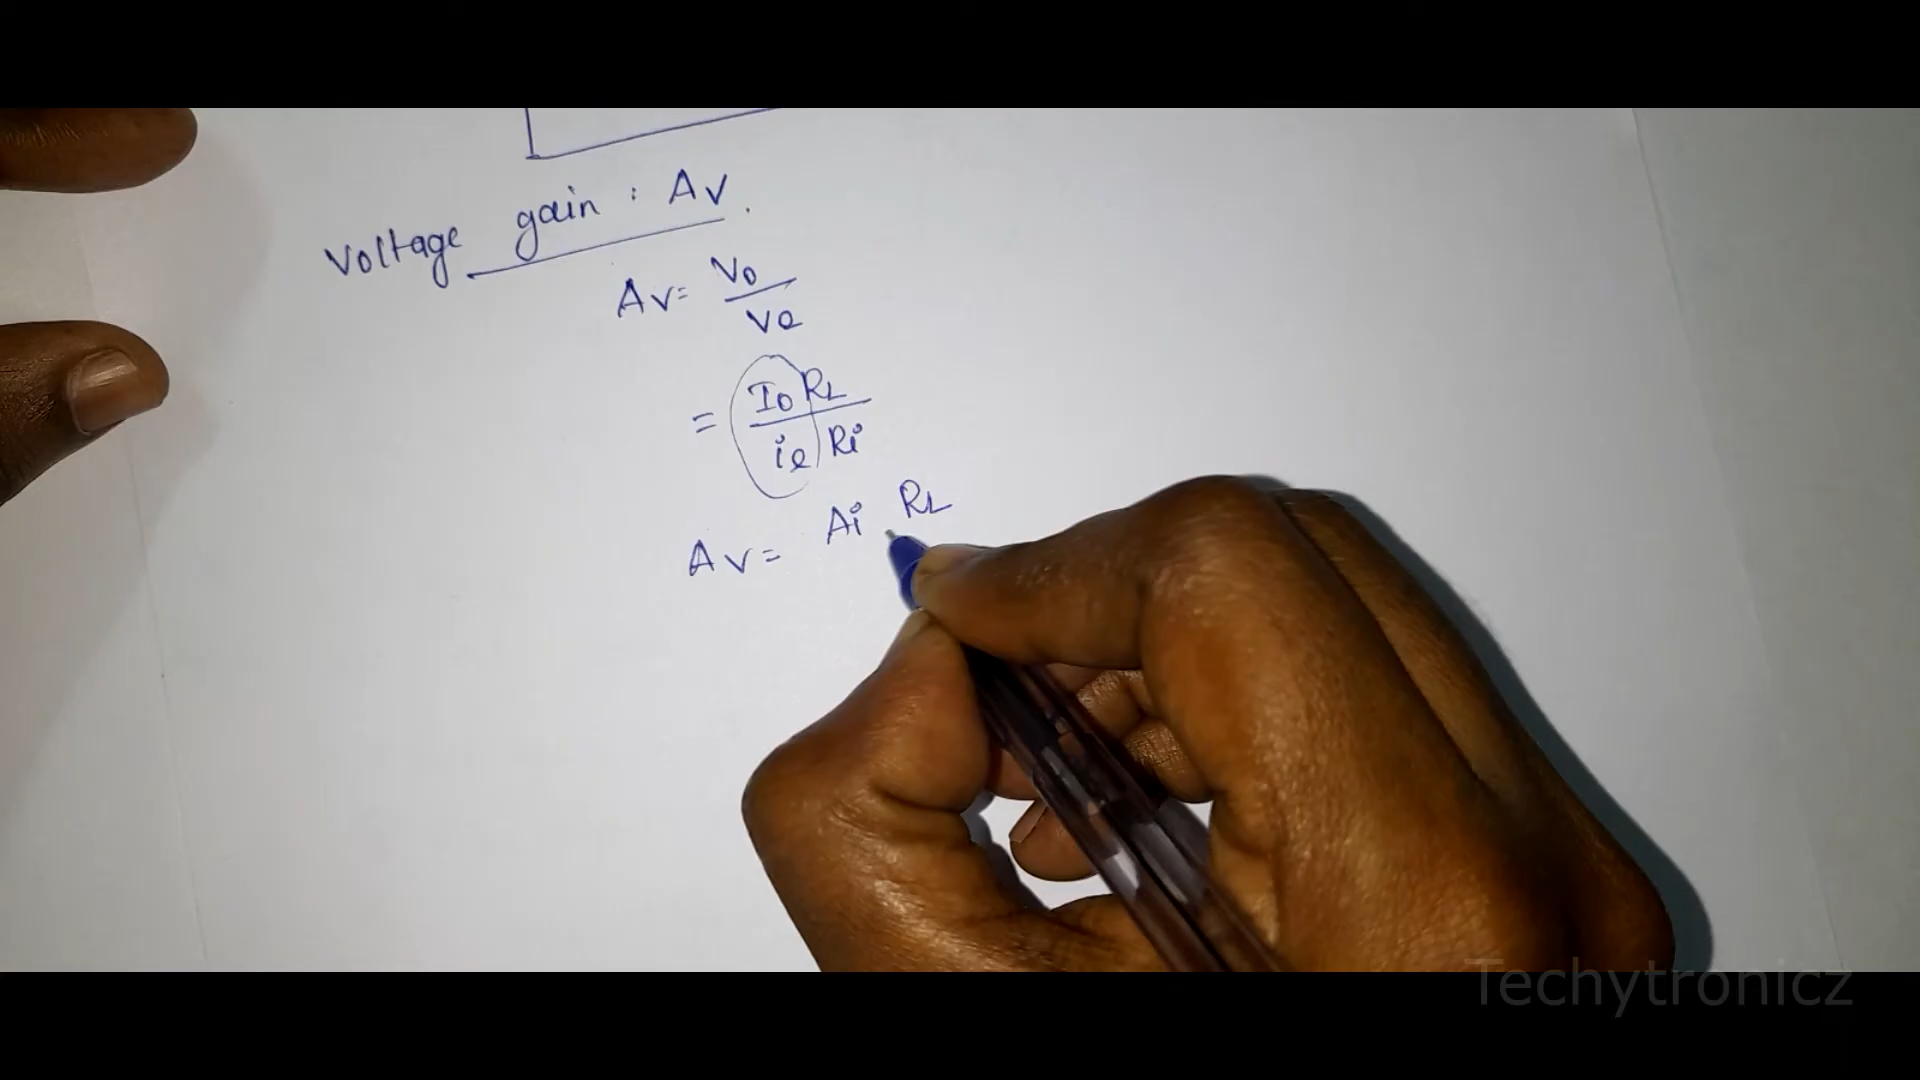 Voltage gain : AV.
AV = Vo / Ve
= Io RL / ie Ri
AV = Ai RL
Techytronicz